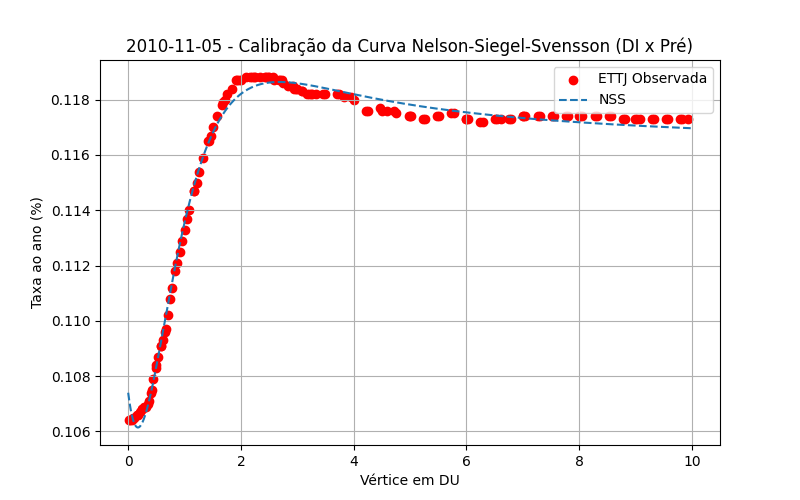 2010-11-05 - Calibração da Curva Nelson-Siegel-Svensson (DI x Pré)
ETTJ Observada
NSS
Taxa ao ano (%)
0.118
0.116
0.114
0.112
0.110
0.108
0.106
0 2 4 6 8 10
Vértice em DU